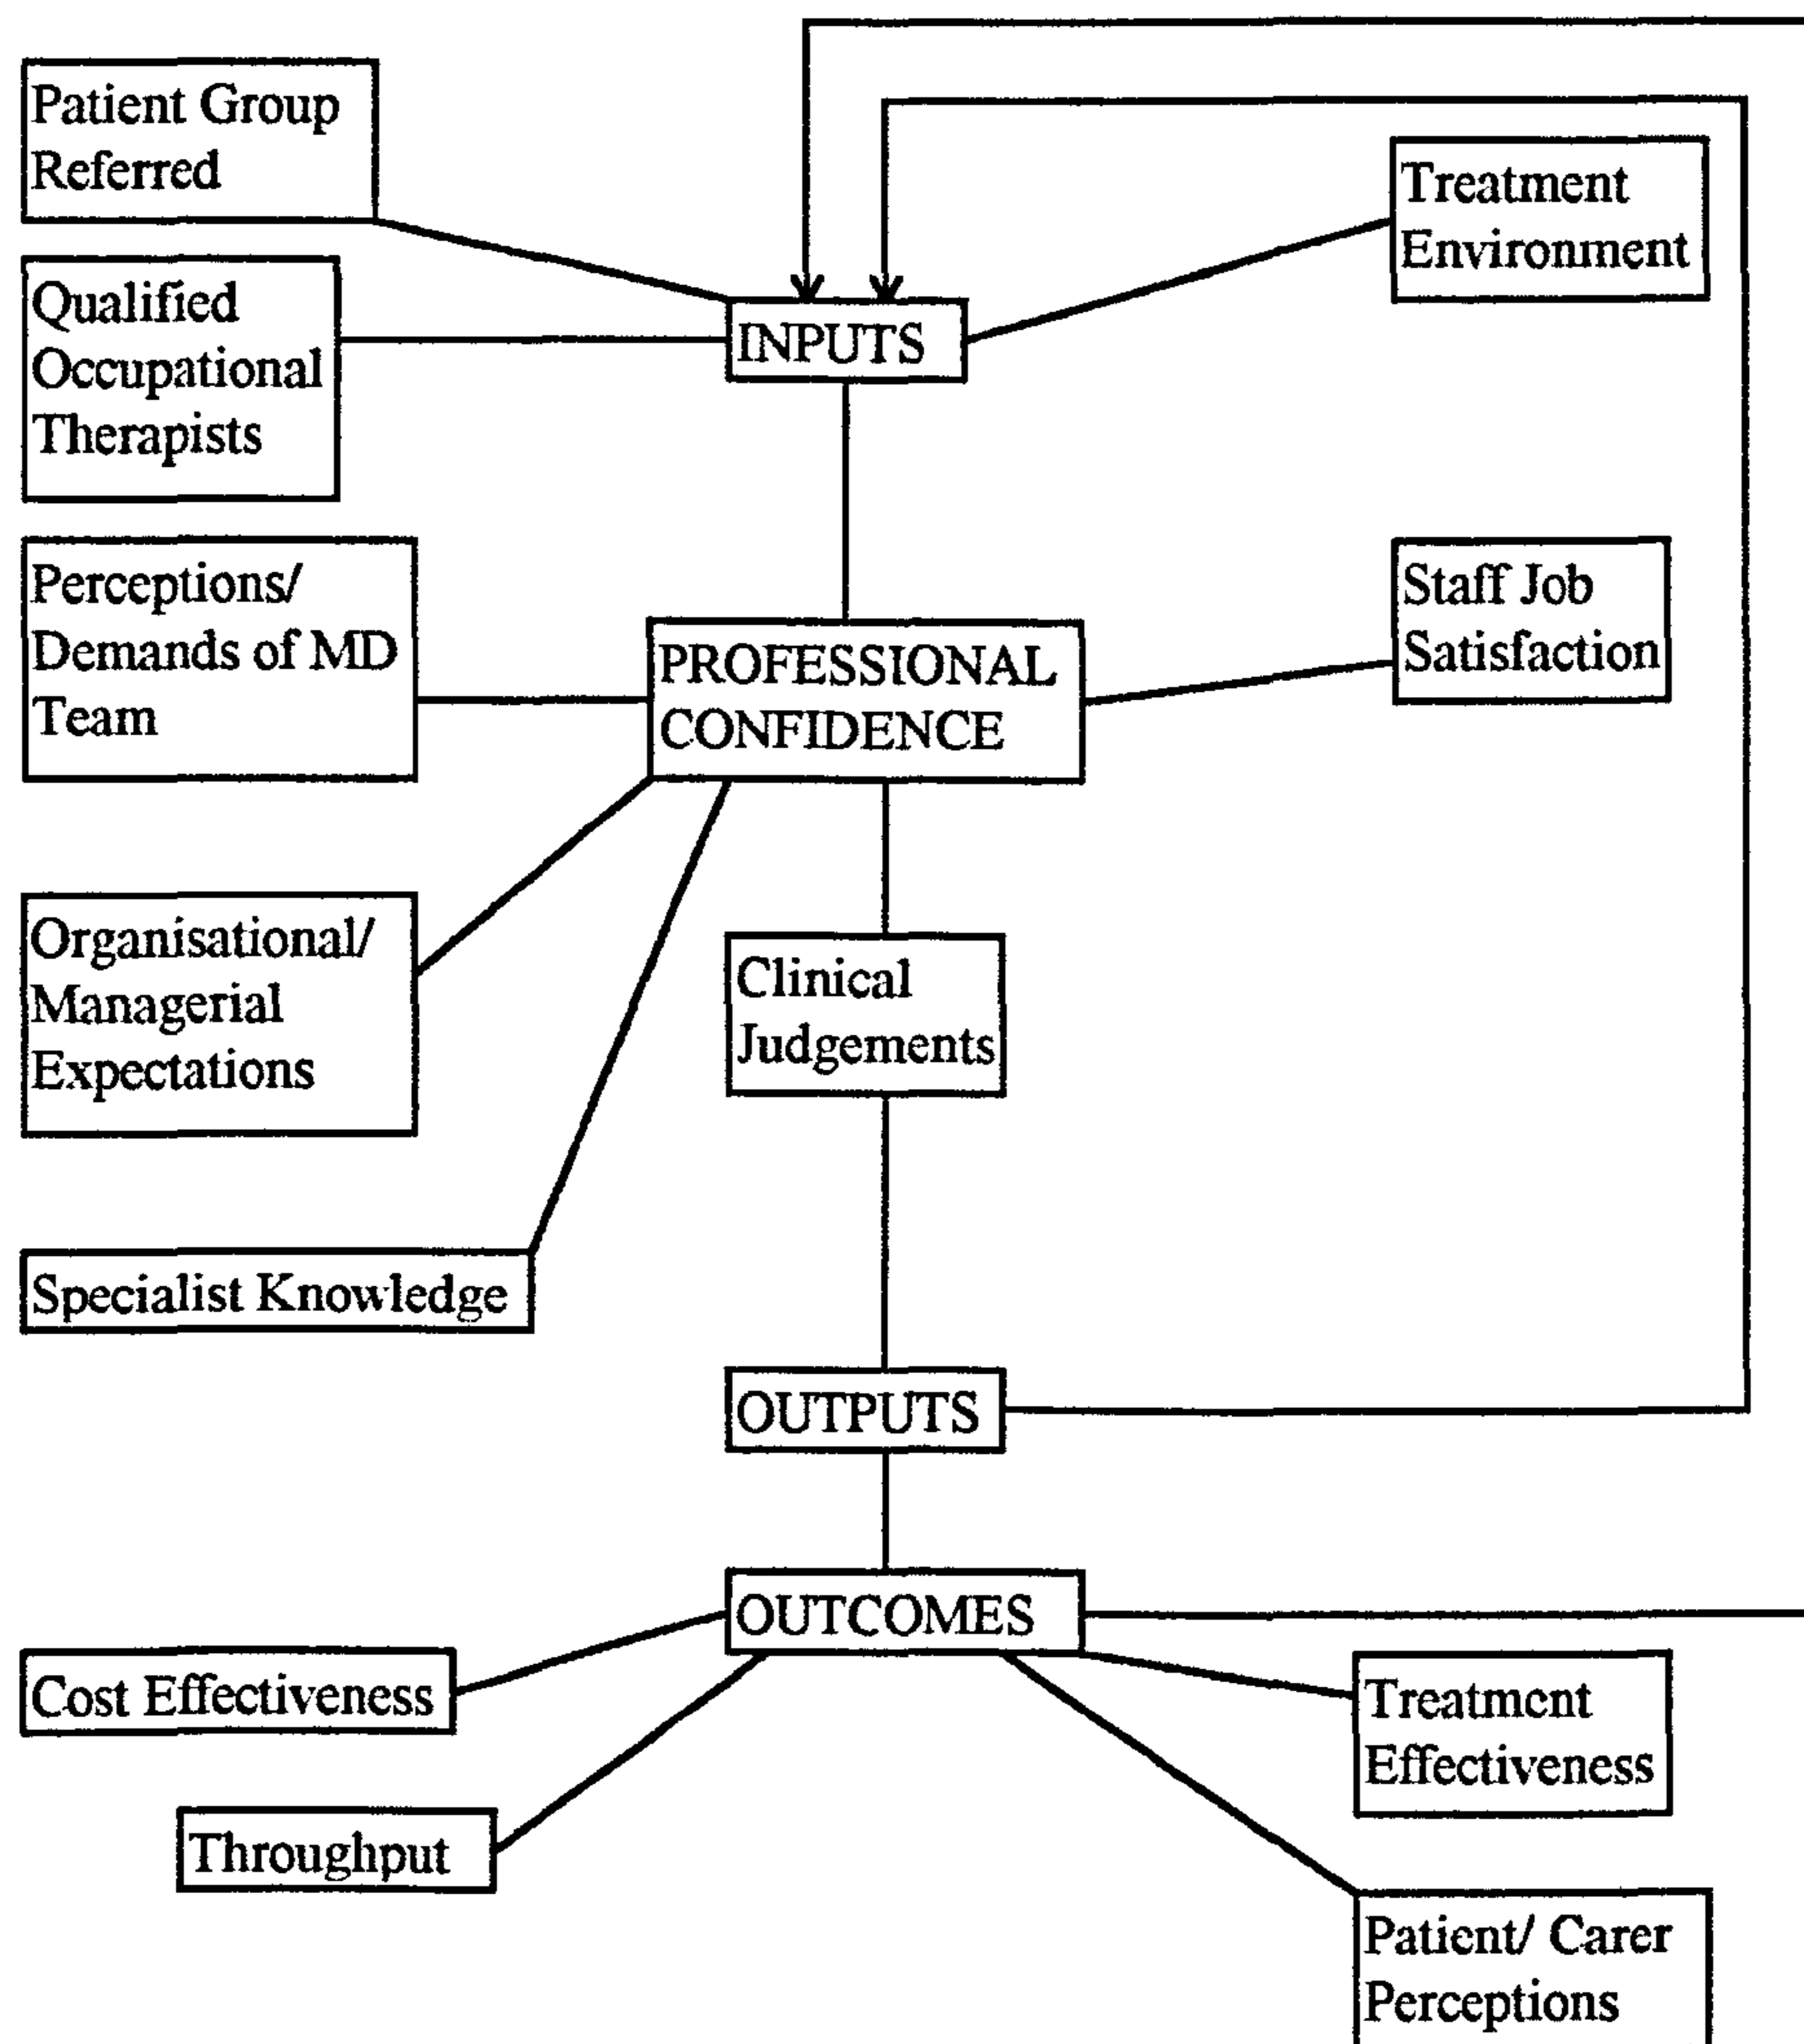 Patient Group
Referred
Treatment
Environment
Qualified
Occupational
Therapists
INPUTS
Perceptions/
Demands of MD
Team
PROFESSIONAL
CONFIDENCE
Staff Job
Satisfaction
Organisational/
Managerial
Expectations
Clinical
Judgements
Specialist Knowledge
OUTPUTS
OUTCOMES
Cost Effectiveness
Treatment
Effectiveness
Throughput
Patient/ Carer
Perceptions